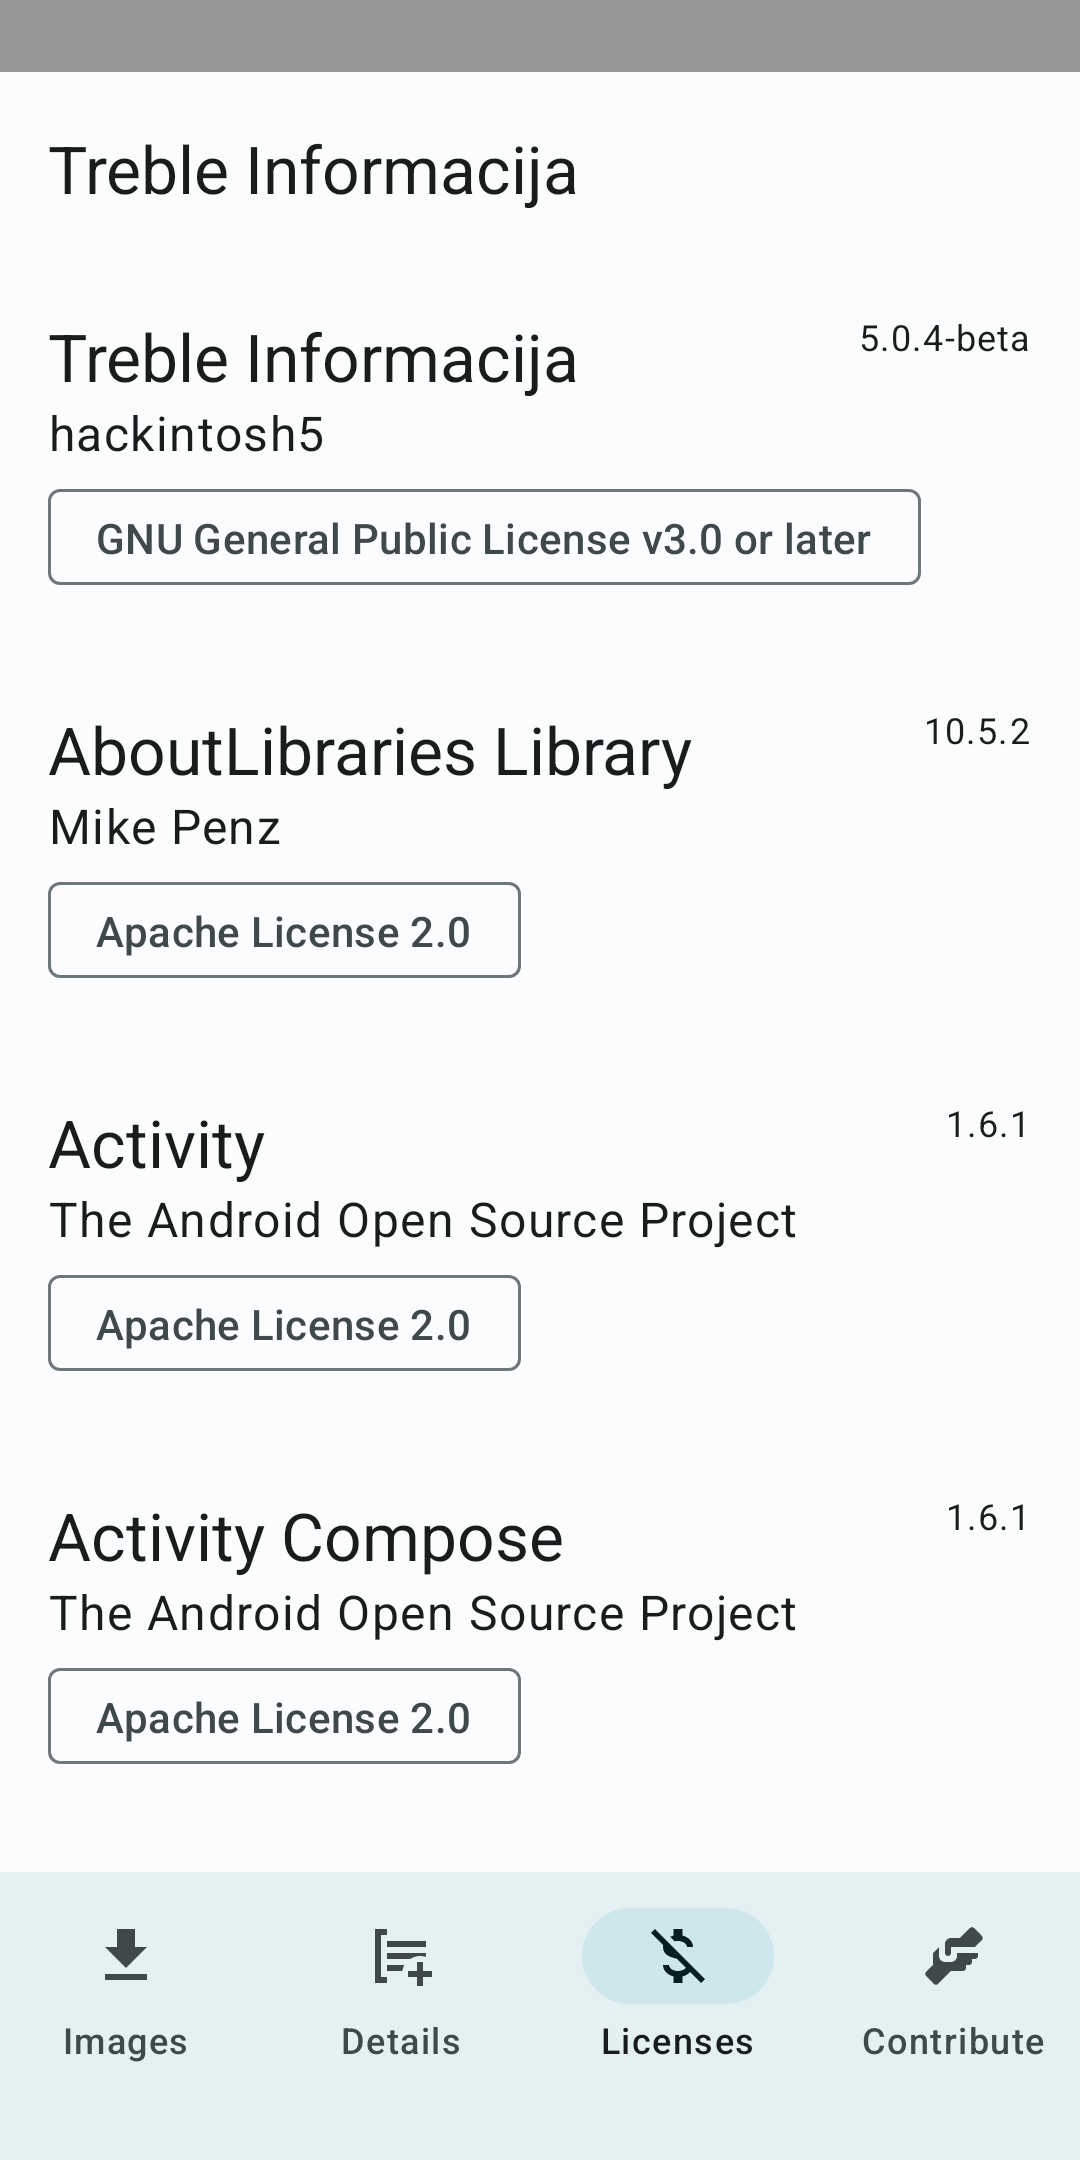 Treble Informacija
Treble Informacija
5.0.4-beta
hackintosh5
GNU General Public License v3.0 or later
AboutLibraries Library
10.5.2
Mike Penz
Apache License 2.0
Activity
1.6.1
The Android Open Source Project
Apache License 2.0
Activity Compose
1.6.1
The Android Open Source Project
Apache License 2.0
Images
Details
Licenses
Contribute